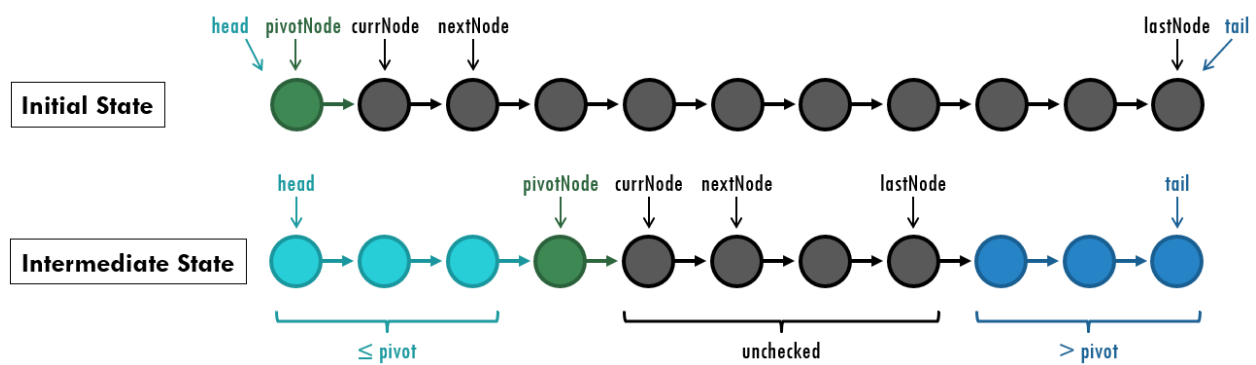 head pivotNode currNode nextNode lastNode tail
Initial State
head pivotNode currNode nextNode lastNode tail
Intermediate State
≤ pivot unchecked > pivot